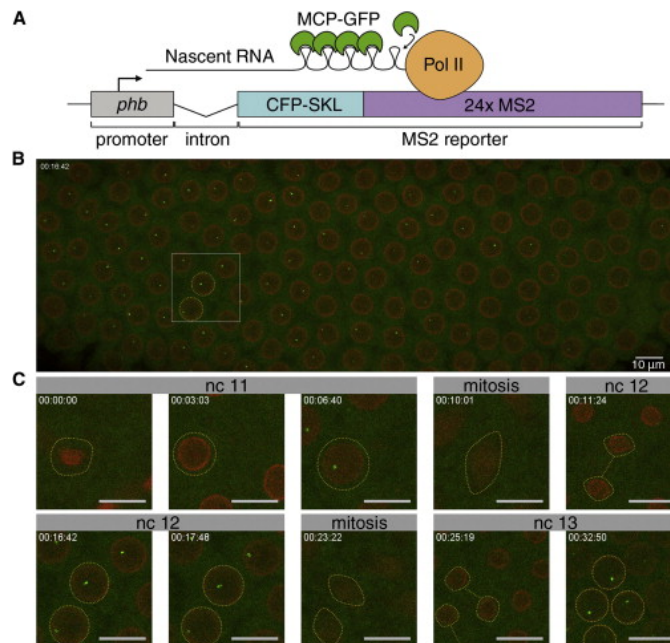 A
MCP-GFP
Nascent RNA
Pol II
phb
CFP-SKL
24x MS2
promoter
intron
MS2 reporter
B
00:16:42
10 µm
C
nc 11
mitosis
nc 12
00:00:00
00:03:03
00:06:40
00:10:01
00:11:24
nc 12
mitosis
nc 13
00:16:42
00:17:48
00:23:22
00:25:19
00:32:50